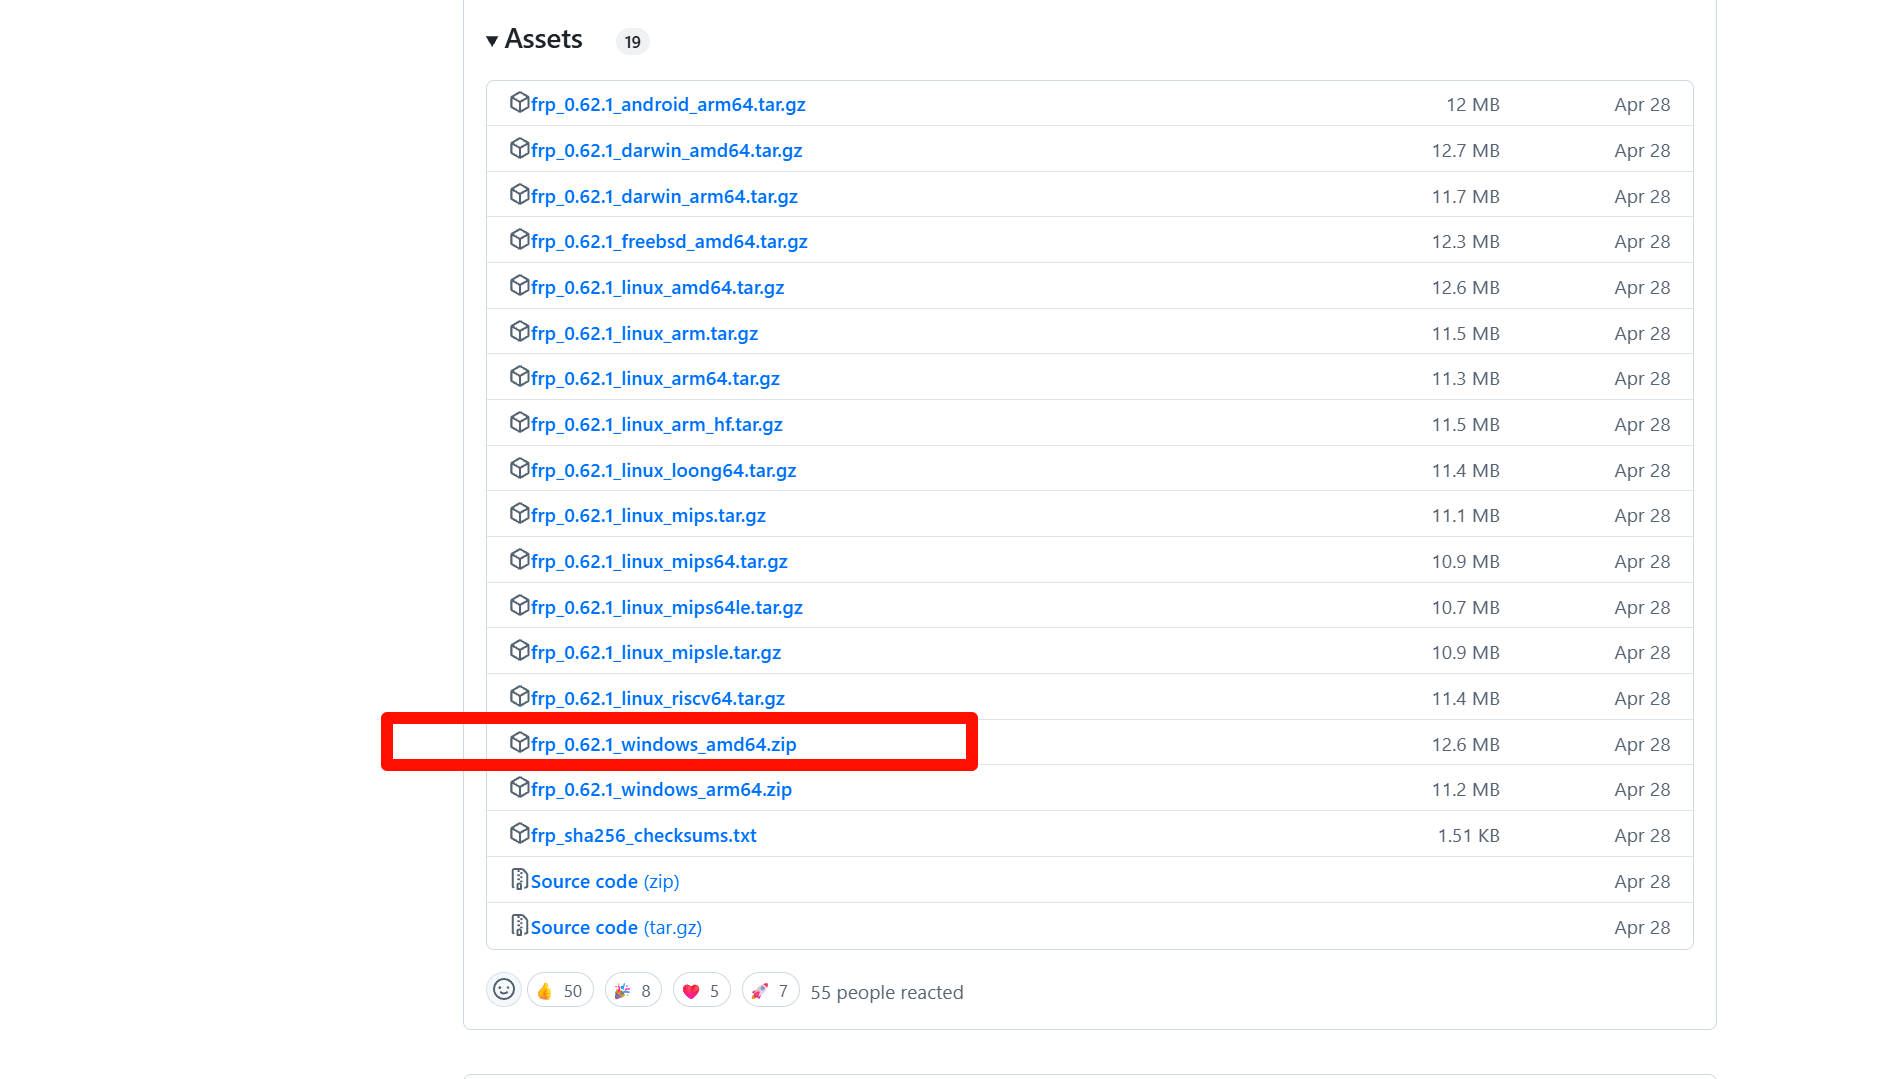 Assets 19
frp_0.62.1_android_arm64.tar.gz 12 MB Apr 28
frp_0.62.1_darwin_amd64.tar.gz 12.7 MB Apr 28
frp_0.62.1_darwin_arm64.tar.gz 11.7 MB Apr 28
frp_0.62.1_freebsd_amd64.tar.gz 12.3 MB Apr 28
frp_0.62.1_linux_amd64.tar.gz 12.6 MB Apr 28
frp_0.62.1_linux_arm.tar.gz 11.5 MB Apr 28
frp_0.62.1_linux_arm64.tar.gz 11.3 MB Apr 28
frp_0.62.1_linux_arm_hf.tar.gz 11.5 MB Apr 28
frp_0.62.1_linux_loong64.tar.gz 11.4 MB Apr 28
frp_0.62.1_linux_mips.tar.gz 11.1 MB Apr 28
frp_0.62.1_linux_mips64.tar.gz 10.9 MB Apr 28
frp_0.62.1_linux_mips64le.tar.gz 10.7 MB Apr 28
frp_0.62.1_linux_mipsle.tar.gz 10.9 MB Apr 28
frp_0.62.1_linux_riscv64.tar.gz 11.4 MB Apr 28
frp_0.62.1_windows_amd64.zip 12.6 MB Apr 28
frp_0.62.1_windows_arm64.zip 11.2 MB Apr 28
frp_sha256_checksums.txt 1.51 KB Apr 28
Source code (zip) Apr 28
Source code (tar.gz) Apr 28
50 8 5 7 55 people reacted